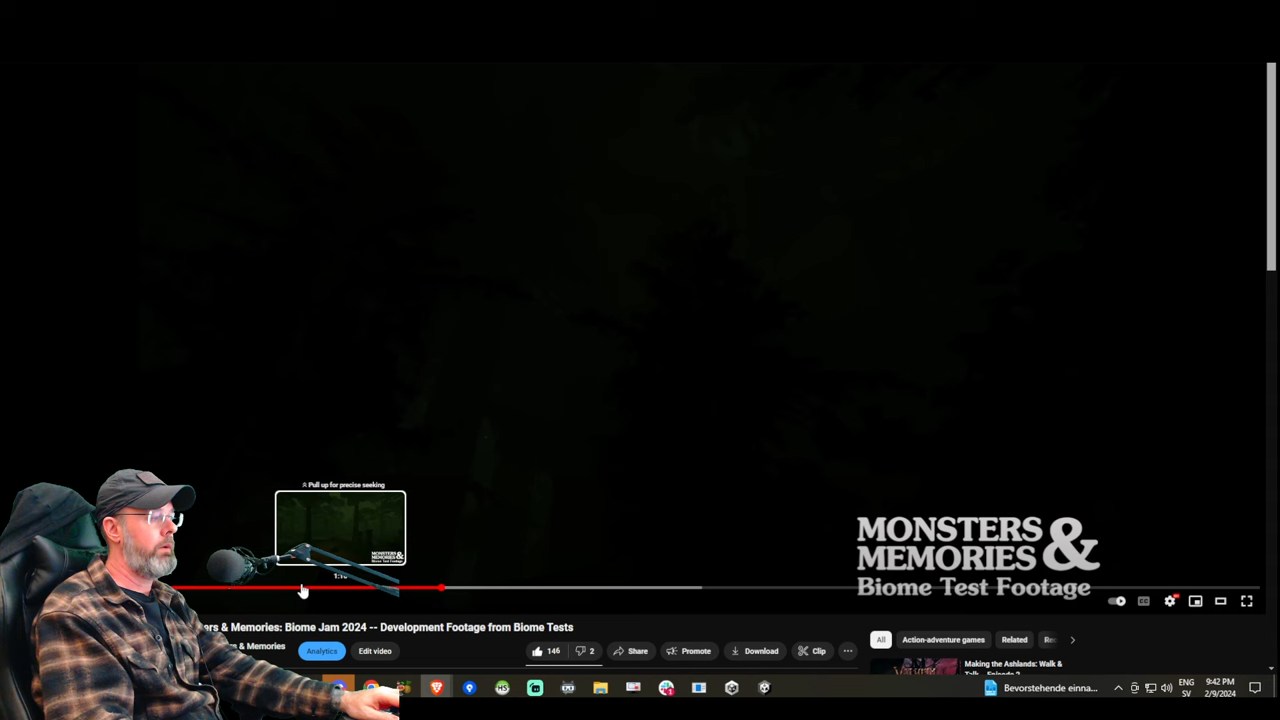 Pull up for precise seeking
MONSTERS &
MEMORIES
Biome Test Footage
MONSTERS &
MEMORIES
Biome Test Footage
ers & Memories: Biome Jam 2024 -- Development Footage from Biome Tests
& Memories
Analytics
Edit video
146
2
Share
Promote
Download
Clip
All
Action-adventure games
Related
Making the Ashlands: Walk &
Bevorstehende einna...
ENG
SV
9:42 PM
2/9/2024